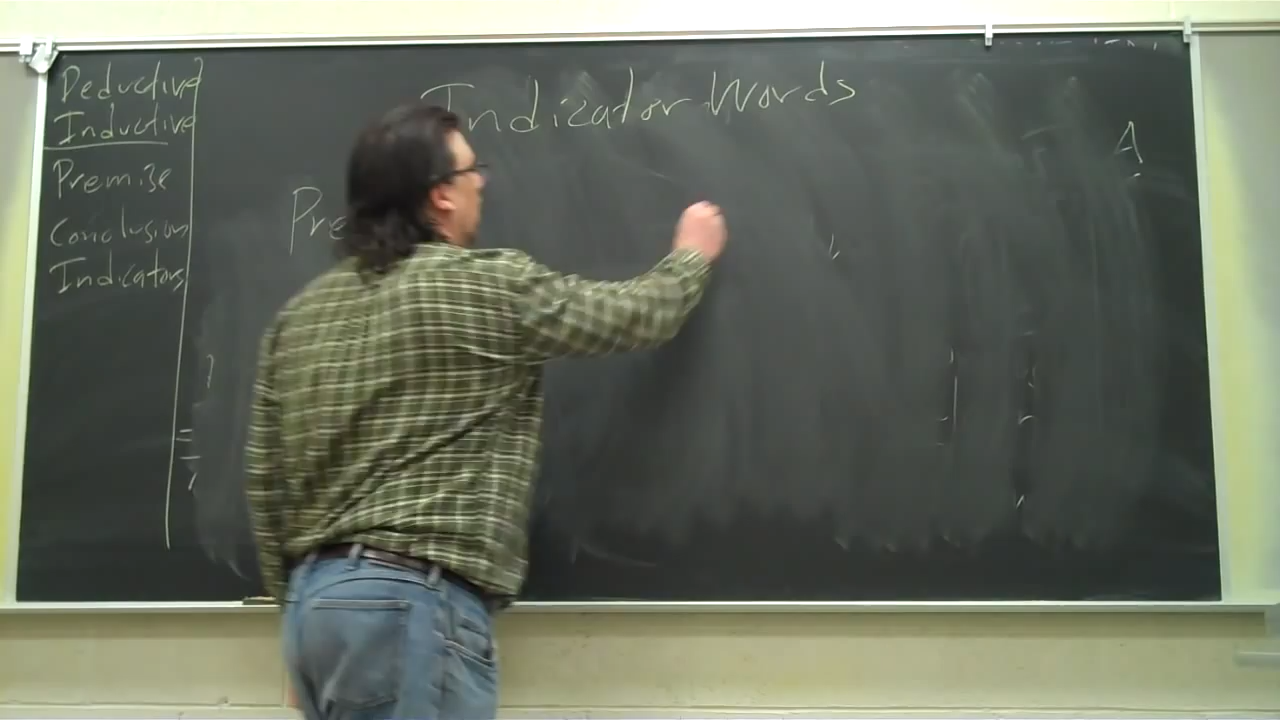 Deductive
Inductive
Premise
Conclusion
Indicators
Indicator Words
Pre
A